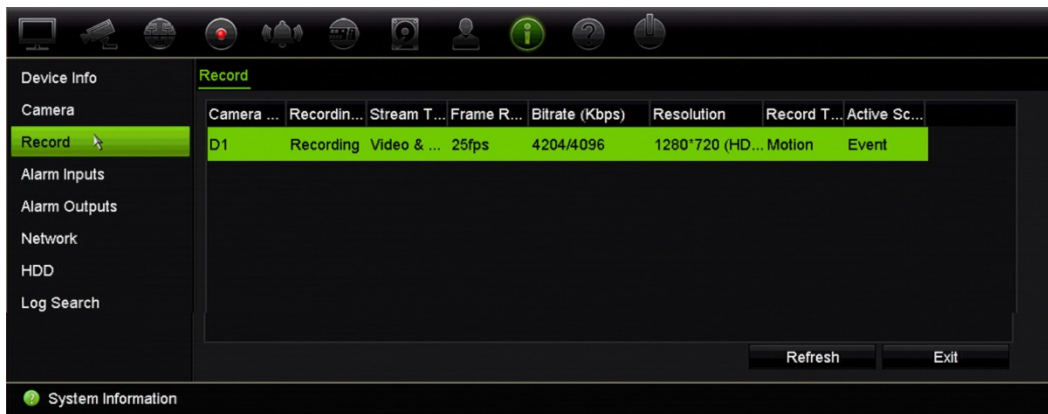 Device Info
Camera
Record
Alarm Inputs
Alarm Outputs
Network
HDD
Log Search
Record
Camera ... Recordin... Stream T... Frame R... Bitrate (Kbps) Resolution Record T... Active Sc...
D1 Recording Video & ... 25fps 4204/4096 1280*720 (HD... Motion Event
Refresh Exit
System Information